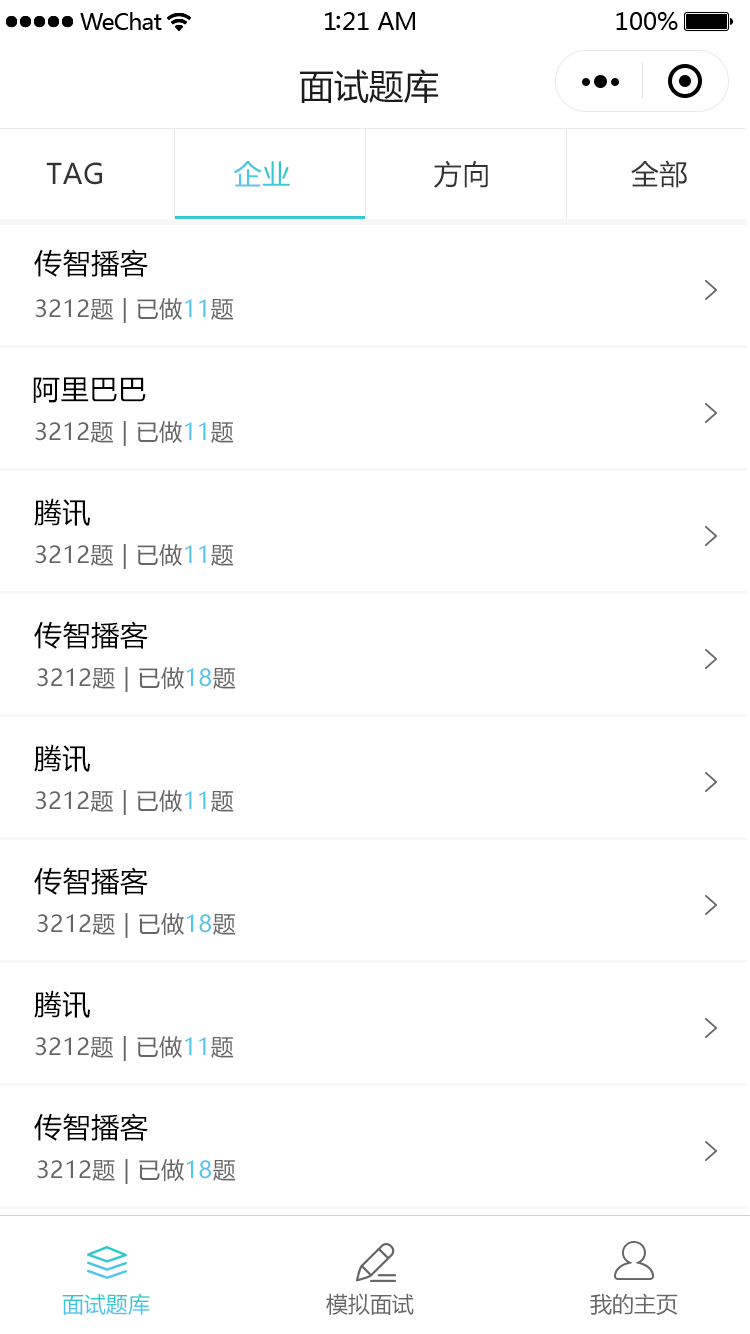 WeChat 1:21 AM 100%
面试题库
TAG 企业 方向 全部
传智播客
3212题 | 已做11题
阿里巴巴
3212题 | 已做11题
腾讯
3212题 | 已做11题
传智播客
3212题 | 已做18题
腾讯
3212题 | 已做11题
传智播客
3212题 | 已做18题
腾讯
3212题 | 已做11题
传智播客
3212题 | 已做18题
面试题库 模拟面试 我的主页